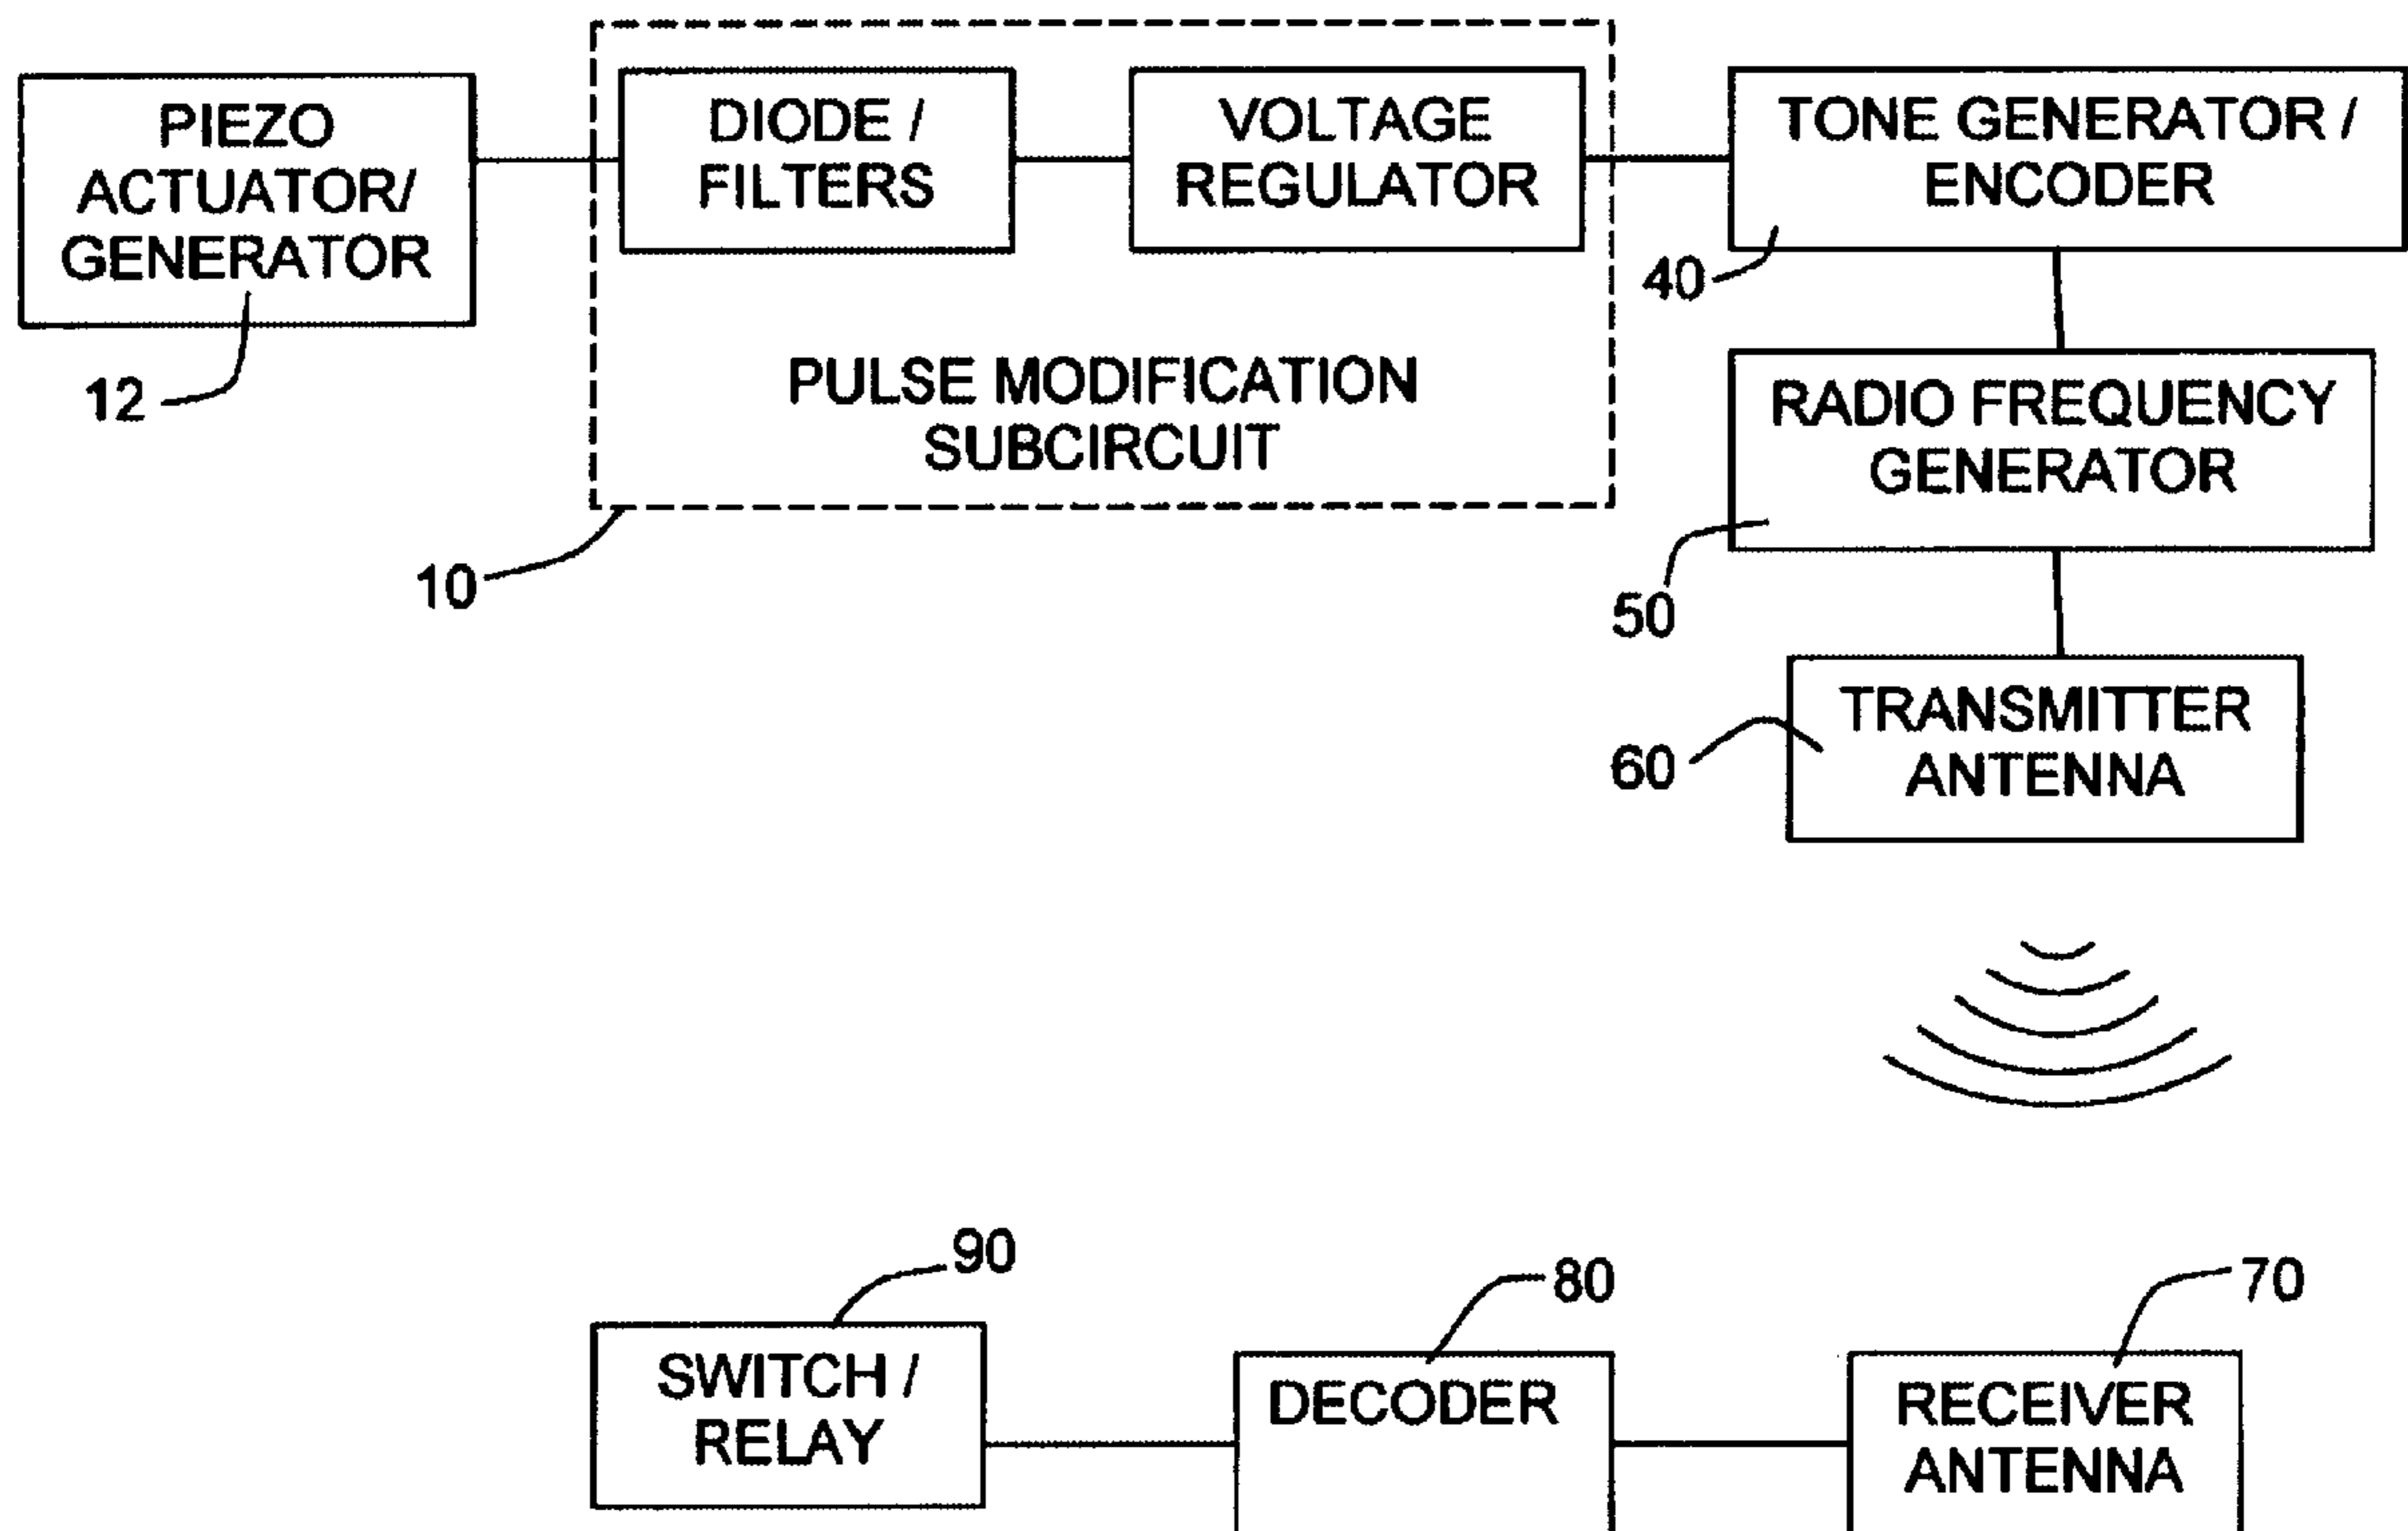 PIEZO
ACTUATOR/
GENERATOR
12
DIODE /
FILTERS
VOLTAGE
REGULATOR
PULSE MODIFICATION
SUBCIRCUIT
10
TONE GENERATOR /
ENCODER
40
RADIO FREQUENCY
GENERATOR
50
TRANSMITTER
ANTENNA
60
90
SWITCH /
RELAY
80
DECODER
70
RECEIVER
ANTENNA